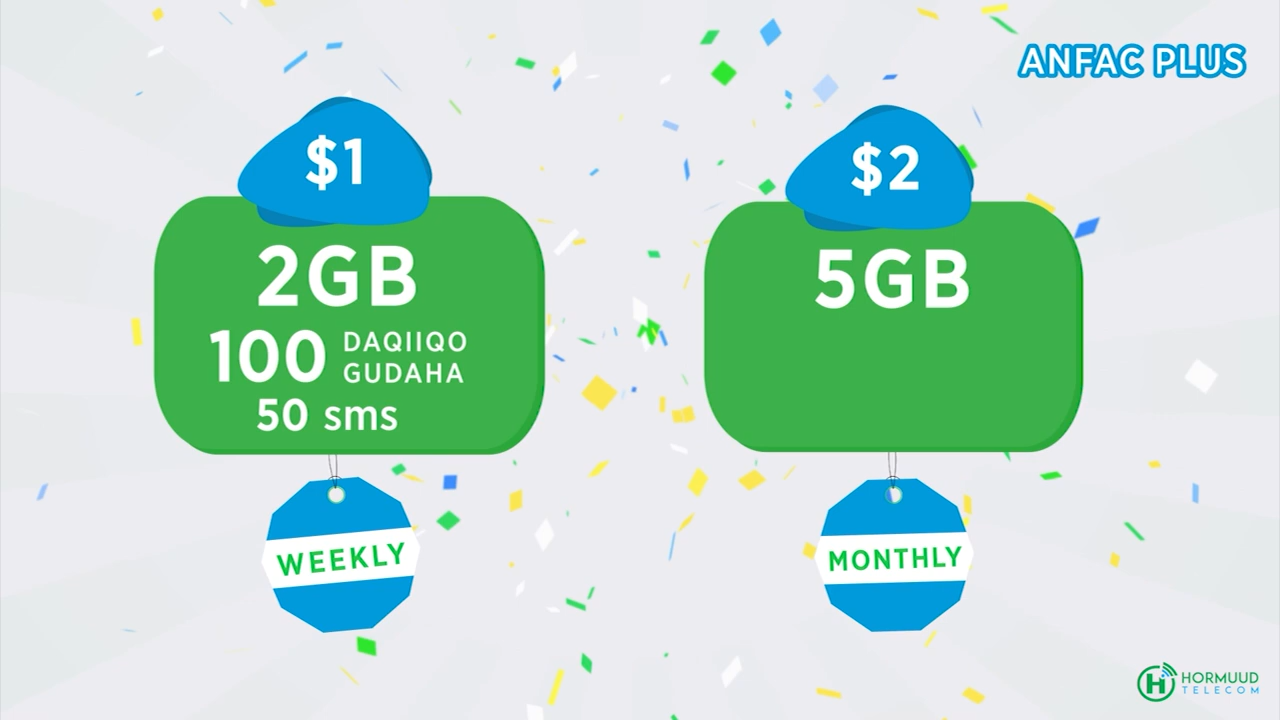 ANFAC PLUS
$1
2GB
100 DAQIIQO
GUDAHA
50 sms
WEEKLY
$2
5GB
MONTHLY
HORMUUD
TELECOM